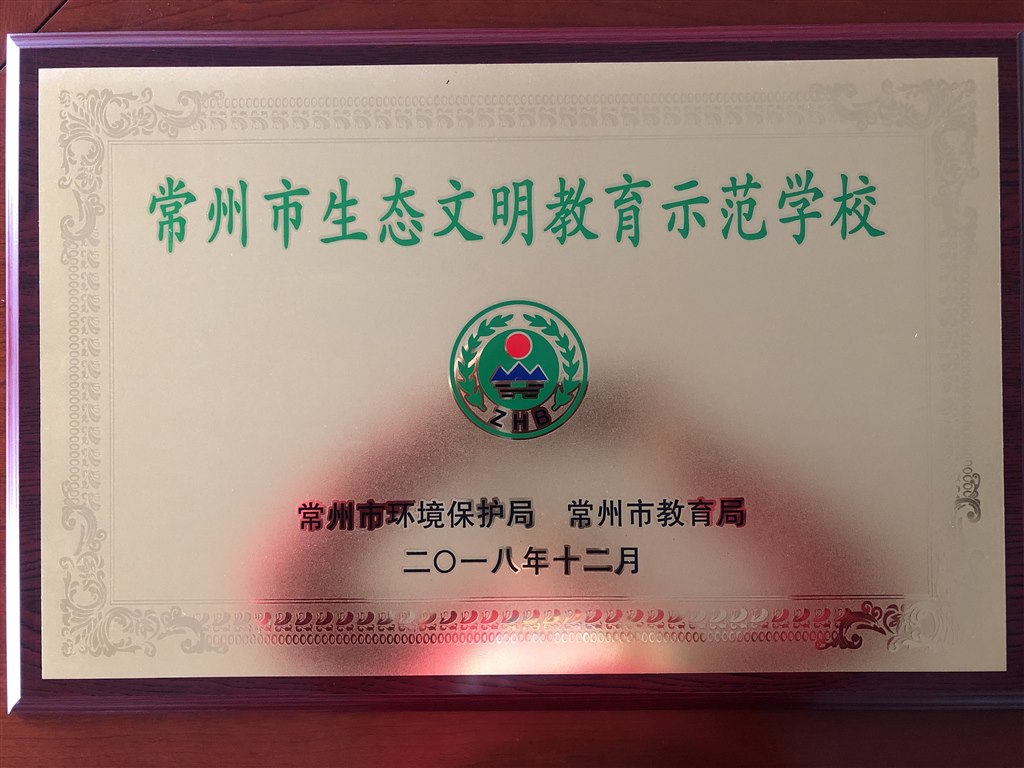 常州市生态文明教育示范学校
ZHB
常州市环境保护局 常州市教育局
二〇一八年十二月